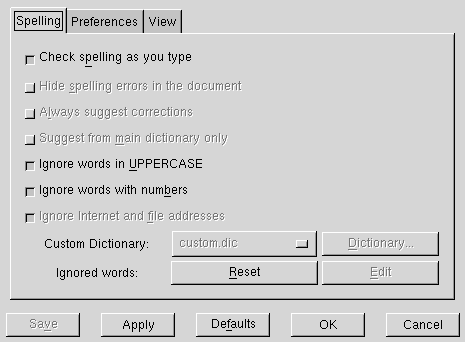 Spelling Preferences View
Check spelling as you type
Hide spelling errors in the document
Always suggest corrections
Suggest from main dictionary only
Ignore words in UPPERCASE
Ignore words with numbers
Ignore Internet and file addresses
Custom Dictionary: custom.dic Dictionary...
Ignored words: Reset Edit
Save Apply Defaults OK Cancel